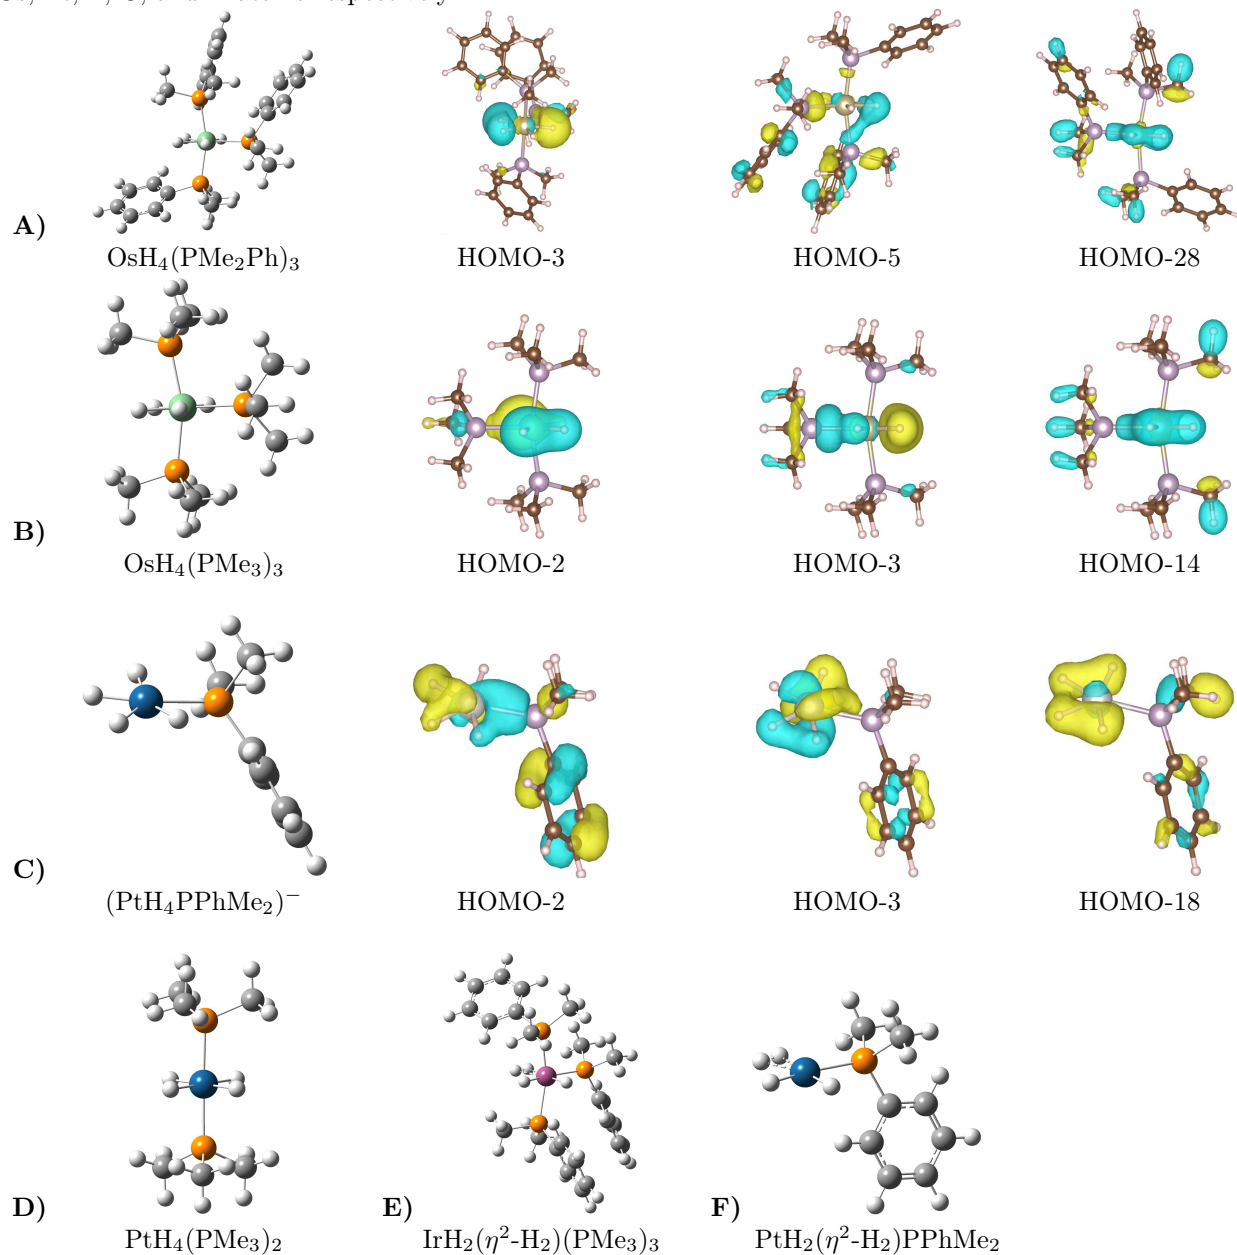 A)
OsH₄(PMe₂Ph)₃ HOMO-3 HOMO-5 HOMO-28
B)
OsH₄(PMe₃)₃ HOMO-2 HOMO-3 HOMO-14
C)
(PtH₄PPhMe₂)⁻ HOMO-2 HOMO-3 HOMO-18
D) E) F)
PtH₄(PMe₃)₂ IrH₂(η²-H₂)(PMe₃)₃ PtH₂(η²-H₂)PPhMe₂